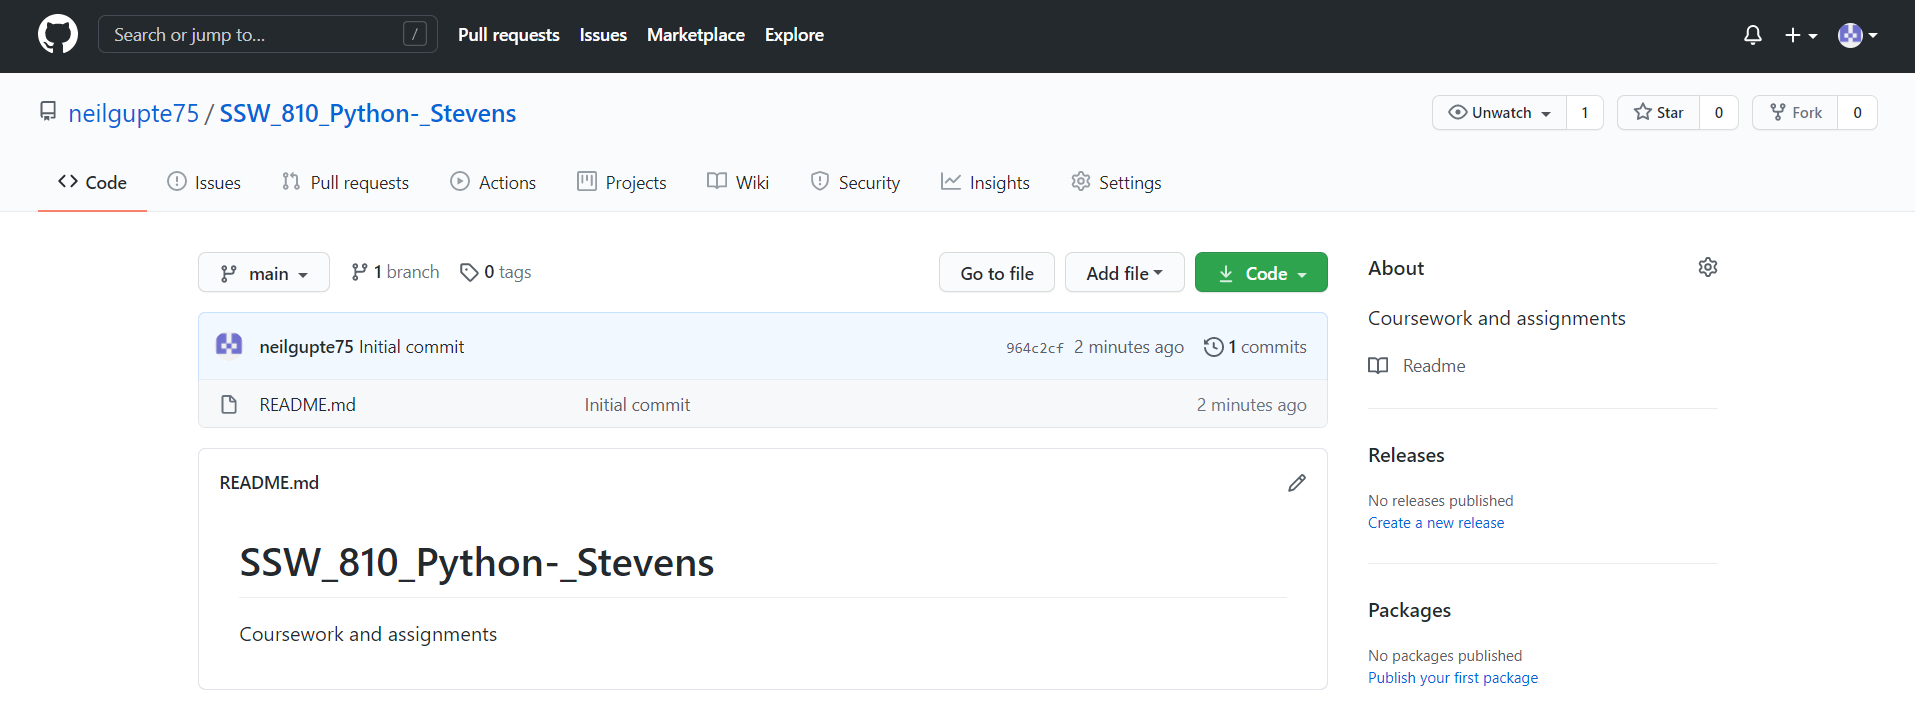 Search or jump to... / Pull requests Issues Marketplace Explore
neilgupte75 / SSW_810_Python-_Stevens Unwatch 1 Star 0 Fork 0
Code Issues Pull requests Actions Projects Wiki Security Insights Settings
main 1 branch 0 tags Go to file Add file Code
neilgupte75 Initial commit 964c2cf 2 minutes ago 1 commits
README.md Initial commit 2 minutes ago
README.md
SSW_810_Python-_Stevens
Coursework and assignments
About
Coursework and assignments
Readme
Releases
No releases published
Create a new release
Packages
No packages published
Publish your first package